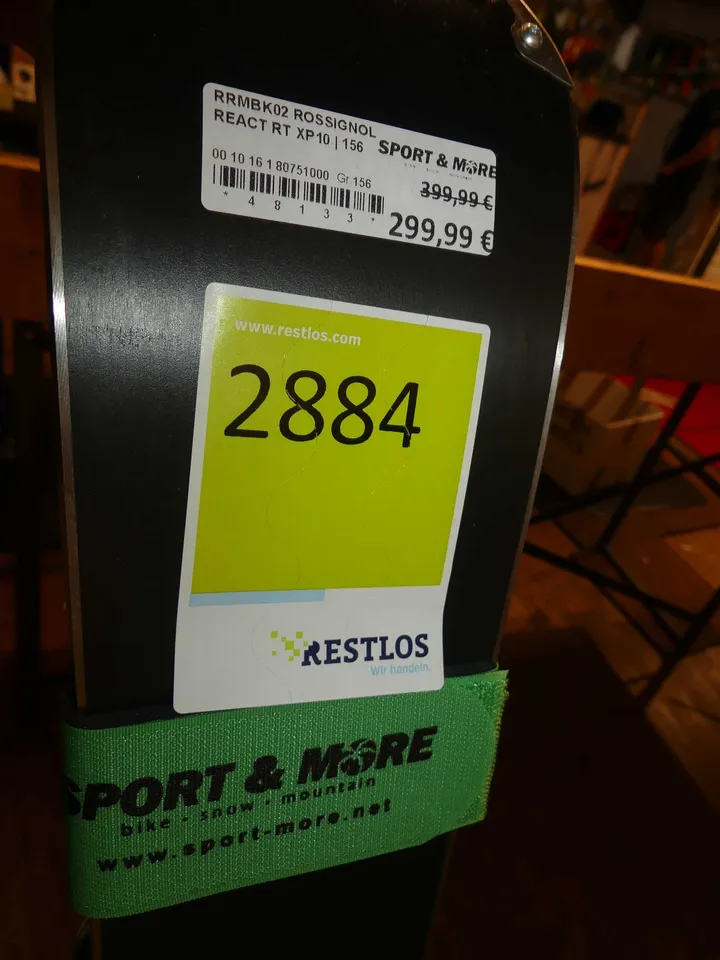 RRMBK02 ROSSIGNOL
REACT RT XP10 | 156
SPORT & MORE
399,99 €
00 10 16 1 80751000 Gr 156
* 4 8 1 3 3 *
299,99 €
www.restlos.com
2884
RESTLOS
Wir handeln.
SPORT & MORE
bike · snow · mountain
www.sport-more.net